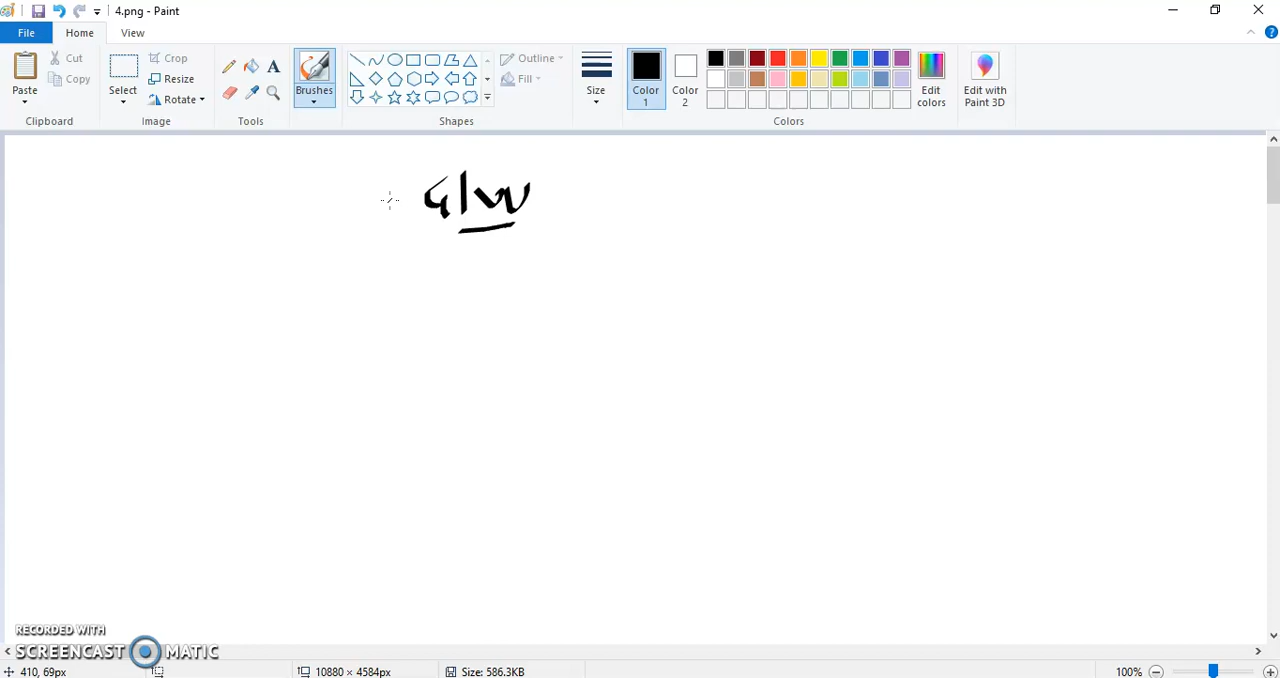 4.png - Paint
File Home View
Paste Cut Copy Select Crop Resize Rotate Brushes Outline Fill Size Color 1 Color 2 Edit colors Edit with Paint 3D
Clipboard Image Tools Shapes Colors
RECORDED WITH
SCREENCAST MATIC
410, 69px 10880 × 4584px Size: 586.3KB 100%